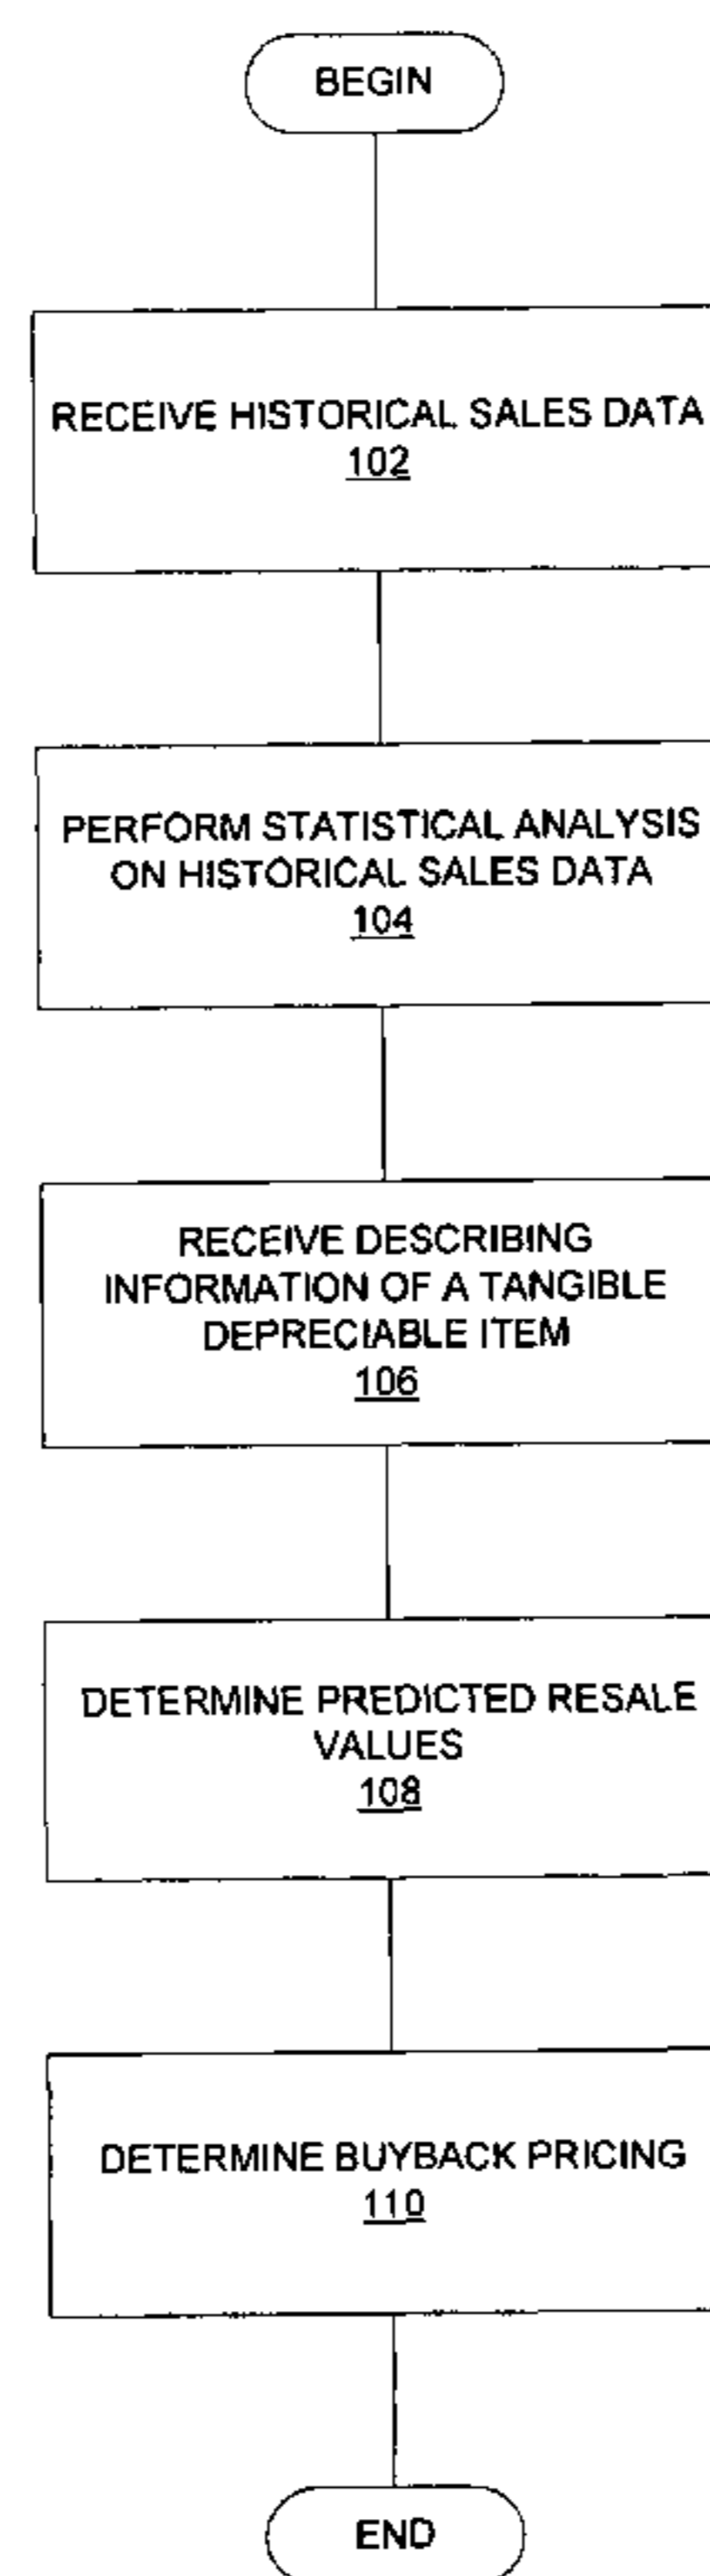 BEGIN
RECEIVE HISTORICAL SALES DATA
102
PERFORM STATISTICAL ANALYSIS
ON HISTORICAL SALES DATA
104
RECEIVE DESCRIBING
INFORMATION OF A TANGIBLE
DEPRECIABLE ITEM
106
DETERMINE PREDICTED RESALE
VALUES
108
DETERMINE BUYBACK PRICING
110
END